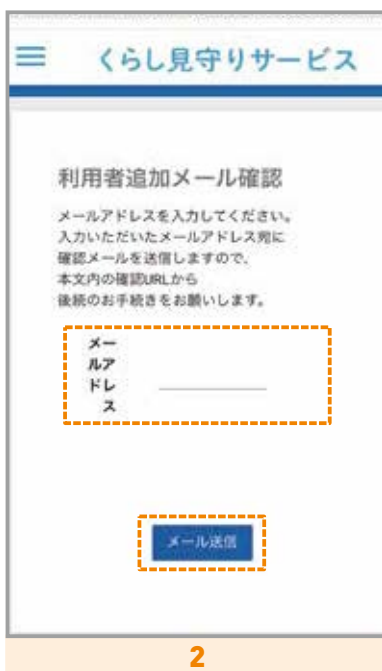 くらし見守りサービス
利用者追加メール確認
メールアドレスを入力してください。
入力いただいたメールアドレス宛に
確認メールを送信しますので、
本文内の確認URLから
後続のお手続きをお願いします。
メー
ルア
ドレ
ス
メール送信
2